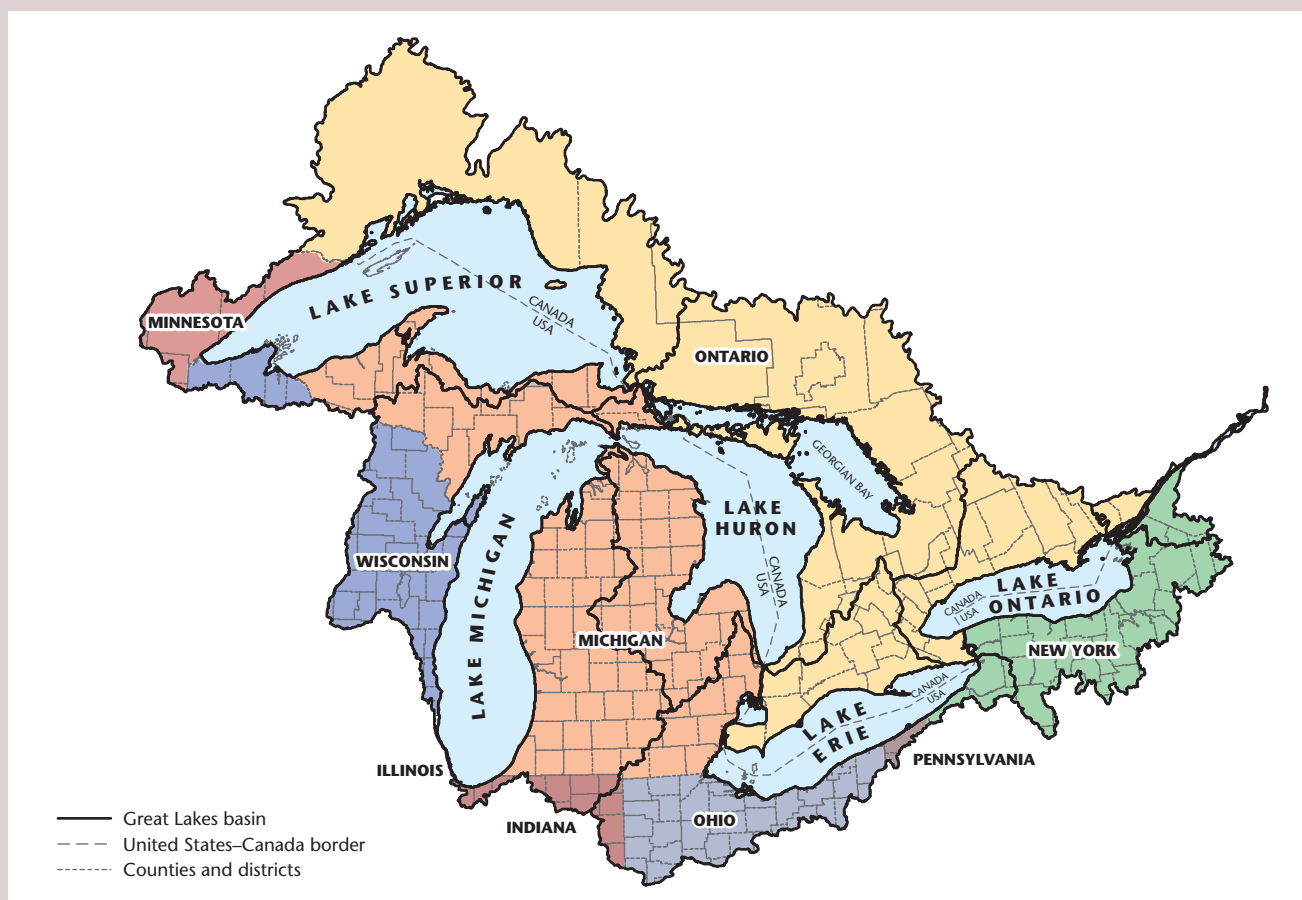 LAKE SUPERIOR
CANADA
USA
MINNESOTA
ONTARIO
GEORGIAN BAY
LAKE
HURON
CANADA
USA
WISCONSIN
LAKE MICHIGAN
MICHIGAN
LAKE
ONTARIO
CANADA
USA
NEW YORK
CANADA
USA
LAKE
ERIE
PENNSYLVANIA
ILLINOIS
INDIANA
OHIO
Great Lakes basin
United States–Canada border
Counties and districts